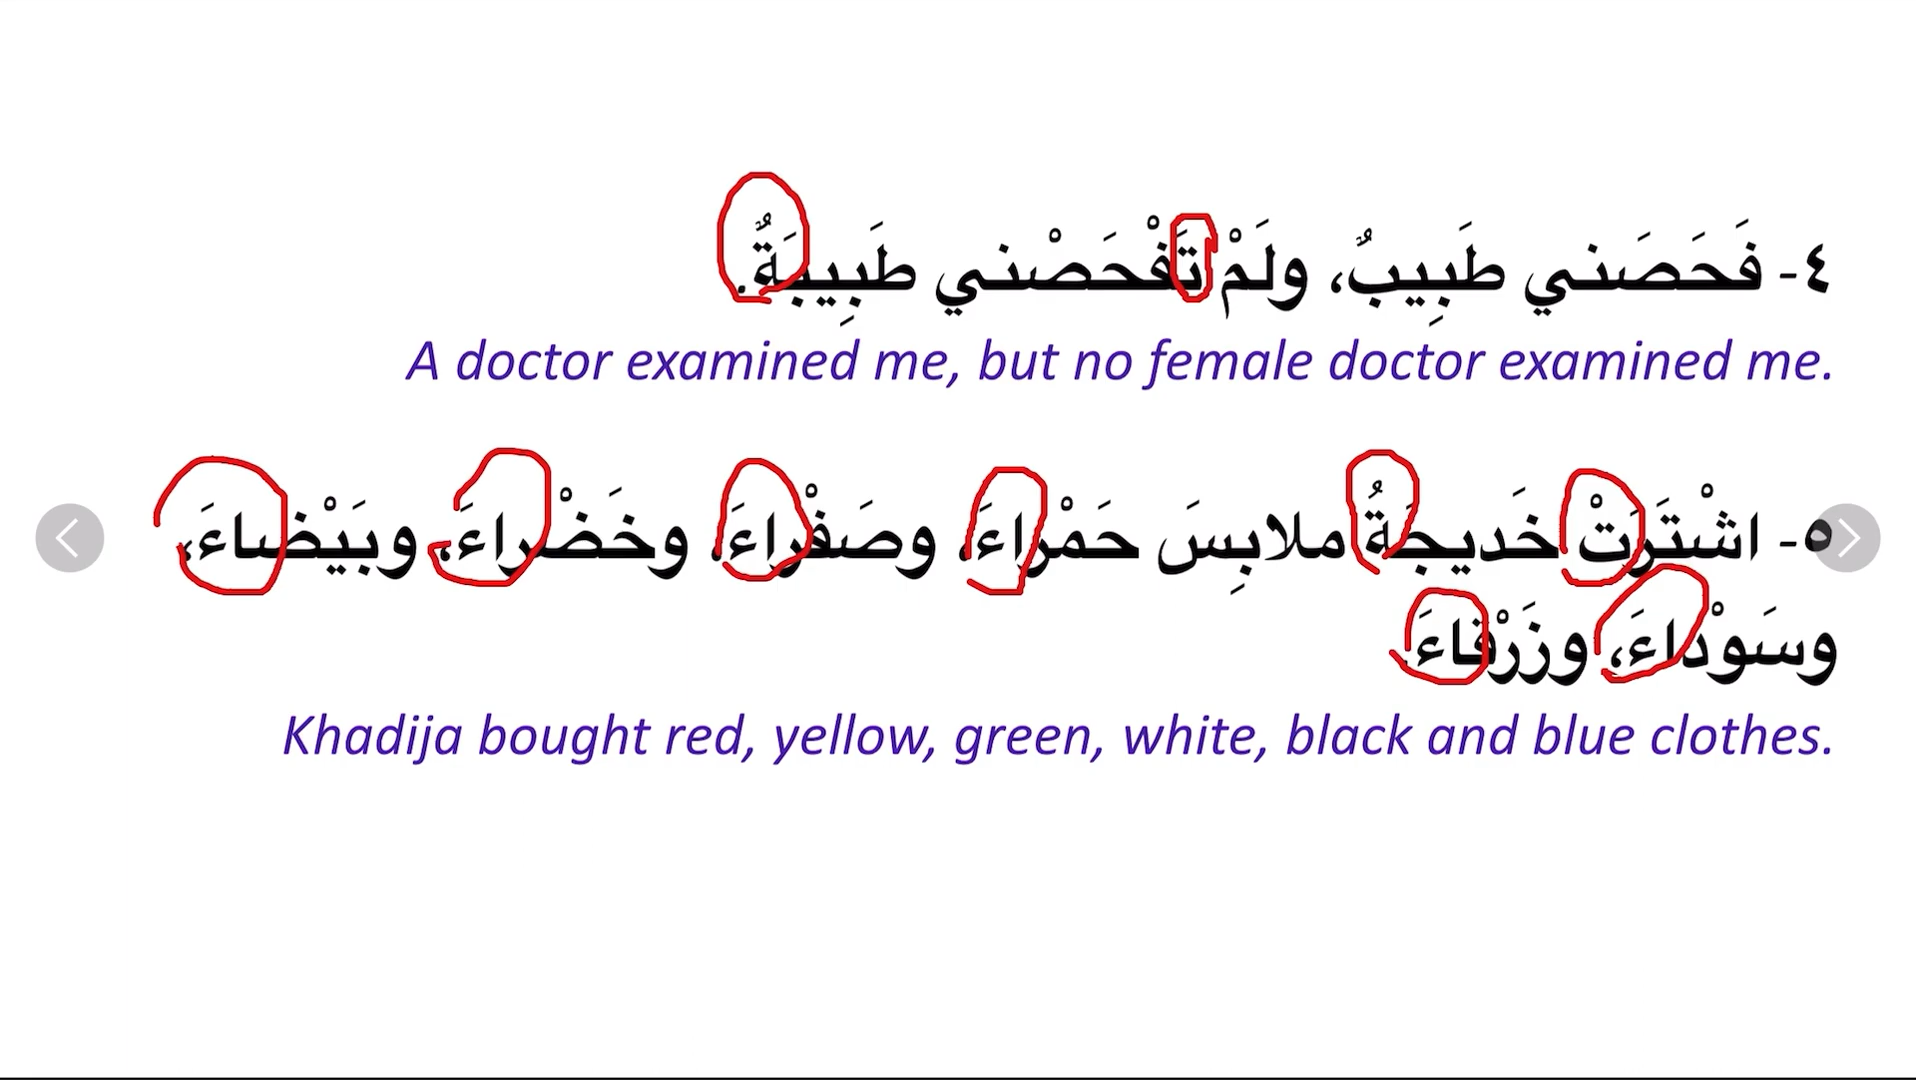 ٤- فَحَصَني طَبِيبٌ، ولَمْ تَفْحَصْني طَبِيبَةٌ.
A doctor examined me, but no female doctor examined me.
٥- اشْتَرَتْ خَديجَةُ ملابِسَ حَمْراءَ، وصَفْراءَ، وخَضْراءَ، وبَيْضاءَ،
وسَوْداءَ، وزَرْقاءَ.
Khadija bought red, yellow, green, white, black and blue clothes.